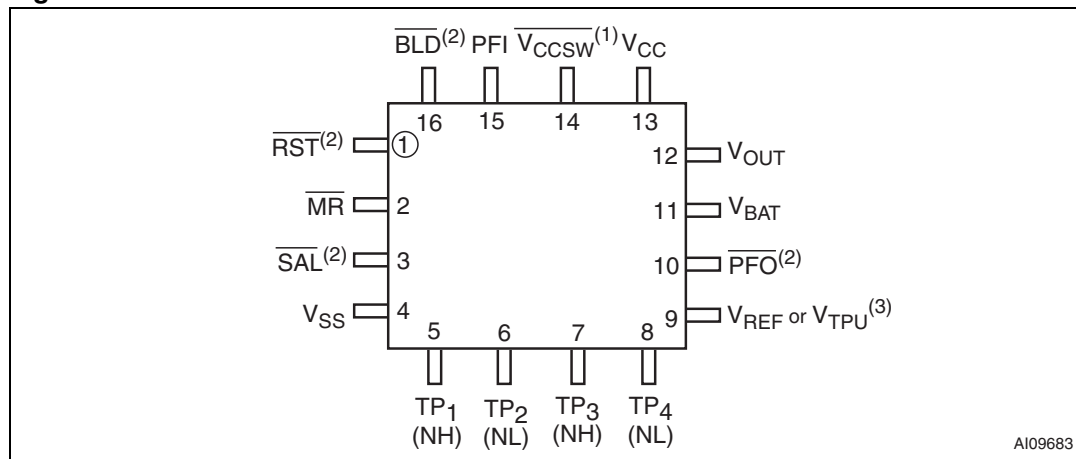 BLD(2) PFI VCCSW(1) VCC
16 15 14 13
RST(2) 1 12 VOUT
MR 2 11 VBAT
SAL(2) 3 10 PFO(2)
VSS 4 9 VREF or VTPU(3)
5 6 7 8
TP1 TP2 TP3 TP4
(NH) (NL) (NH) (NL)
AI09683